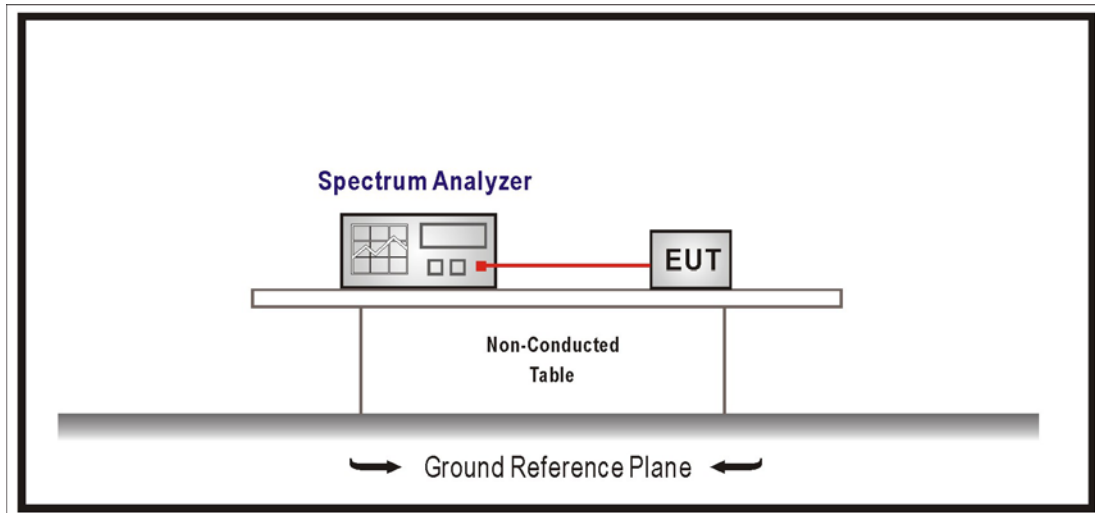 Spectrum Analyzer
EUT
Non-Conducted
Table
Ground Reference Plane